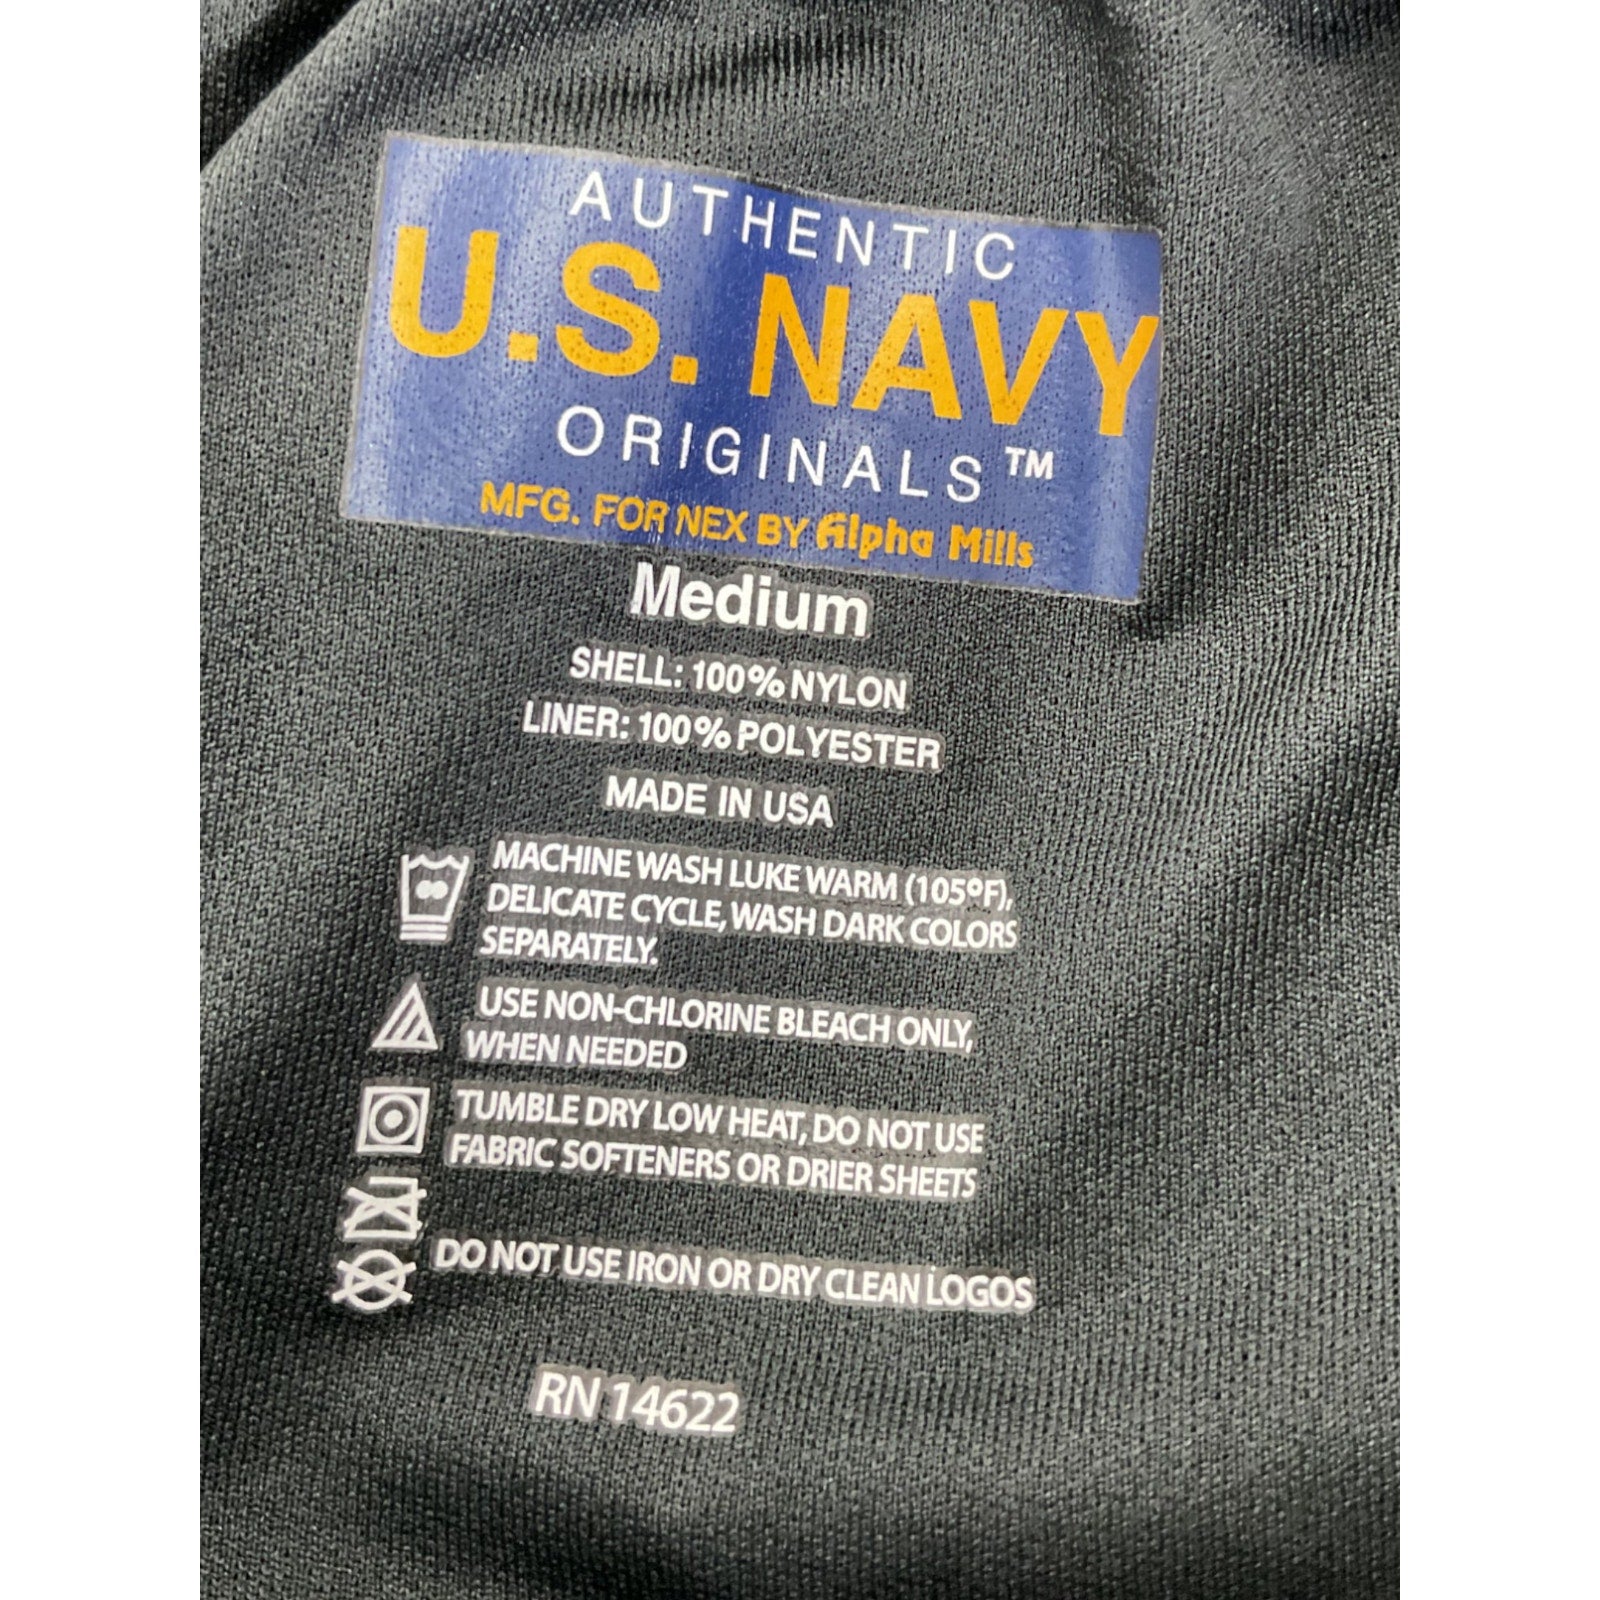 AUTHENTIC
U.S. NAVY
ORIGINALS™
MFG. FOR NEX BY Alpha Mills
Medium
SHELL: 100% NYLON
LINER: 100% POLYESTER
MADE IN USA
MACHINE WASH LUKE WARM (105ºF),
DELICATE CYCLE, WASH DARK COLORS
SEPARATELY.
USE NON-CHLORINE BLEACH ONLY,
WHEN NEEDED
TUMBLE DRY LOW HEAT, DO NOT USE
FABRIC SOFTENERS OR DRIER SHEETS
DO NOT USE IRON OR DRY CLEAN LOGOS
RN 14622